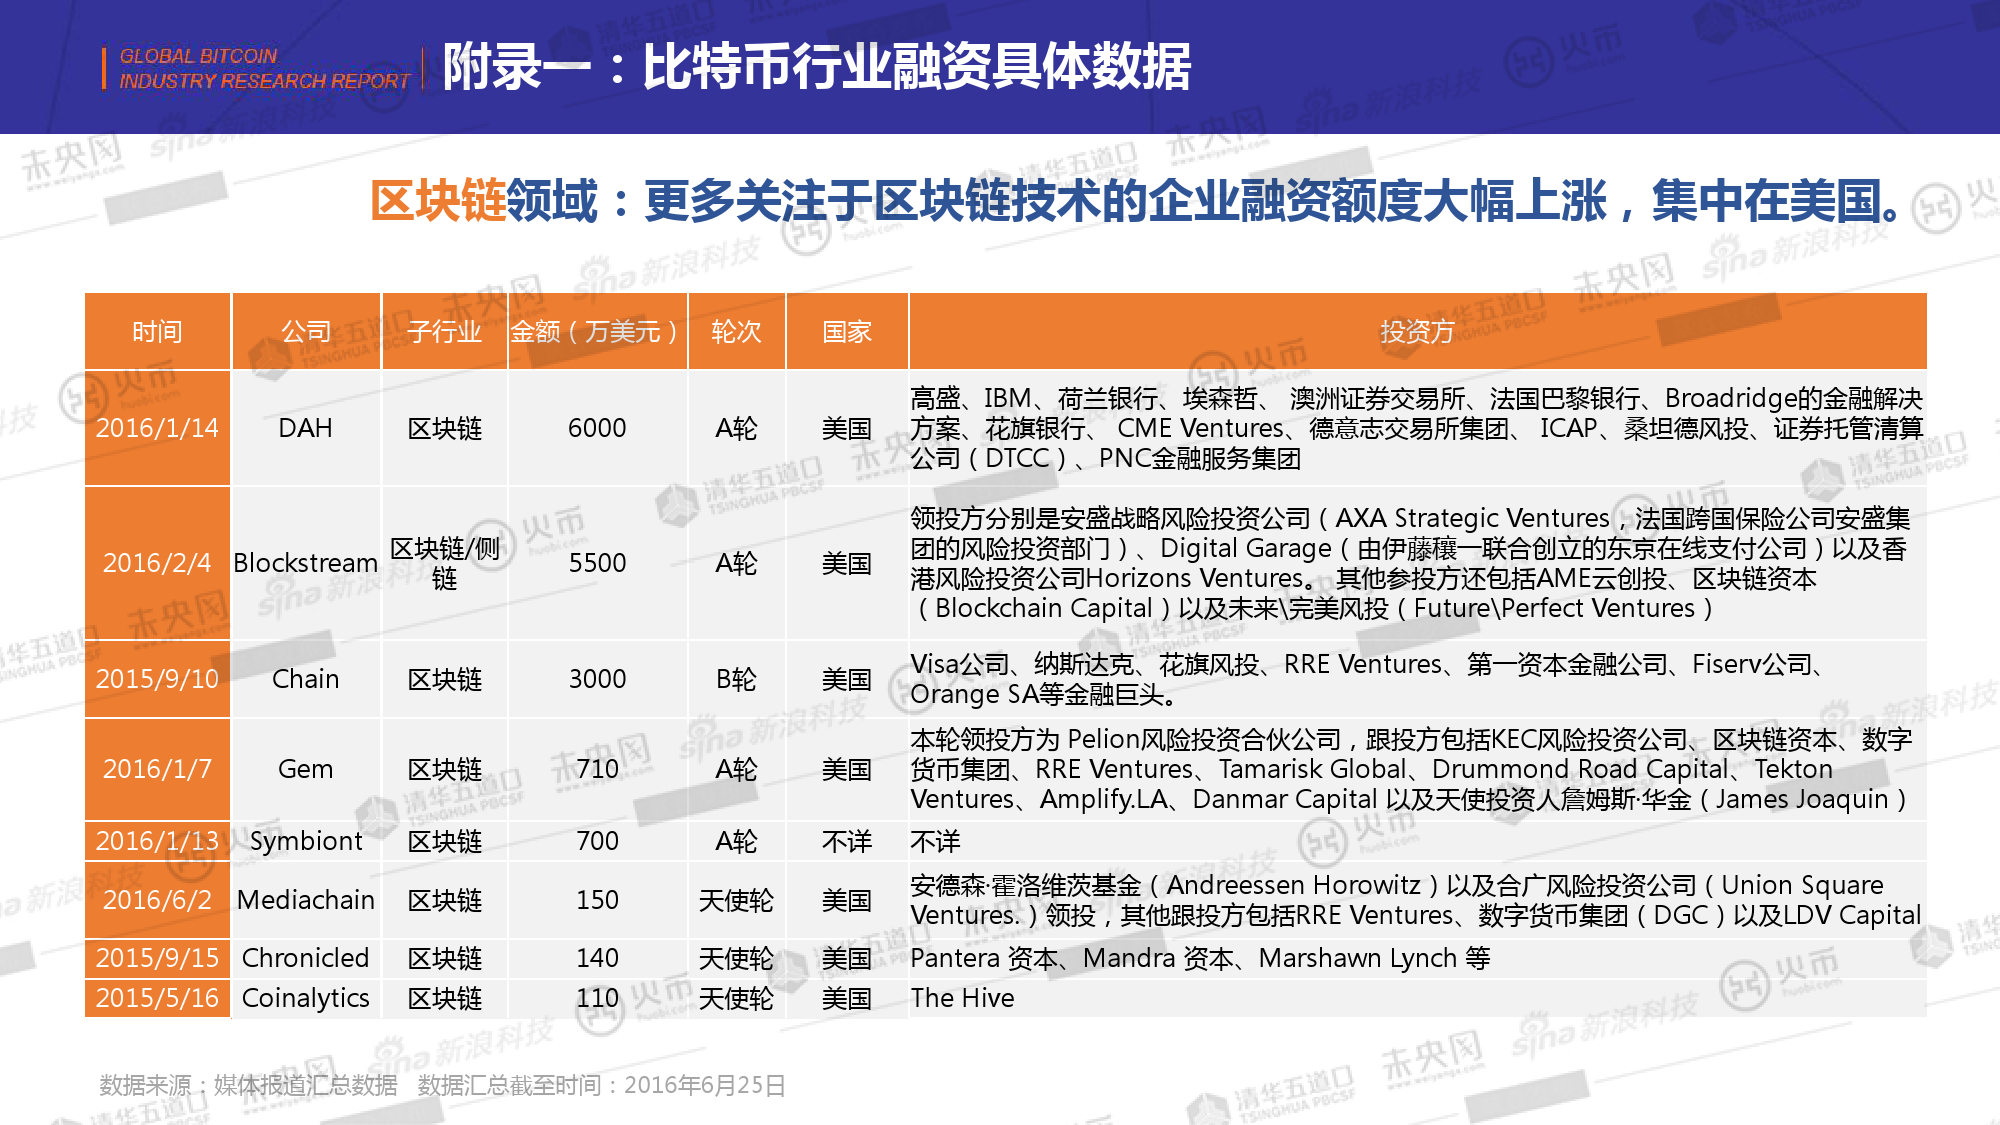 GLOBAL BITCOIN
INDUSTRY RESEARCH REPORT
附录一：比特币行业融资具体数据
区块链领域：更多关注于区块链技术的企业融资额度大幅上涨，集中在美国。
时间 公司 子行业 金额（万美元） 轮次 国家 投资方
2016/1/14 DAH 区块链 6000 A轮 美国
高盛、IBM、荷兰银行、埃森哲、 澳洲证券交易所、法国巴黎银行、Broadridge的金融解决
方案、花旗银行、 CME Ventures、德意志交易所集团、 ICAP、桑坦德风投、证券托管清算
公司（DTCC）、PNC金融服务集团
2016/2/4 Blockstream 区块链/侧
链 5500 A轮 美国
领投方分别是安盛战略风险投资公司（AXA Strategic Ventures，法国跨国保险公司安盛集
团的风险投资部门）、Digital Garage（由伊藤穰一联合创立的东京在线支付公司）以及香
港风险投资公司Horizons Ventures。 其他参投方还包括AME云创投、区块链资本
（Blockchain Capital）以及未来\完美风投（Future\Perfect Ventures）
2015/9/10 Chain 区块链 3000 B轮 美国
Visa公司、纳斯达克、花旗风投、RRE Ventures、第一资本金融公司、Fiserv公司、
Orange SA等金融巨头。
2016/1/7 Gem 区块链 710 A轮 美国
本轮领投方为 Pelion风险投资合伙公司，跟投方包括KEC风险投资公司、区块链资本、数字
货币集团、RRE Ventures、Tamarisk Global、Drummond Road Capital、Tekton
Ventures、Amplify.LA、Danmar Capital 以及天使投资人詹姆斯·华金（James Joaquin）
2016/1/13 Symbiont 区块链 700 A轮 不详 不详
2016/6/2 Mediachain 区块链 150 天使轮 美国
安德森·霍洛维茨基金（Andreessen Horowitz）以及合广风险投资公司（Union Square
Ventures.）领投，其他跟投方包括RRE Ventures、数字货币集团（DGC）以及LDV Capital
2015/9/15 Chronicled 区块链 140 天使轮 美国 Pantera 资本、Mandra 资本、Marshawn Lynch 等
2015/5/16 Coinalytics 区块链 110 天使轮 美国 The Hive
数据来源：媒体报道汇总数据 数据汇总截至时间：2016年6月25日